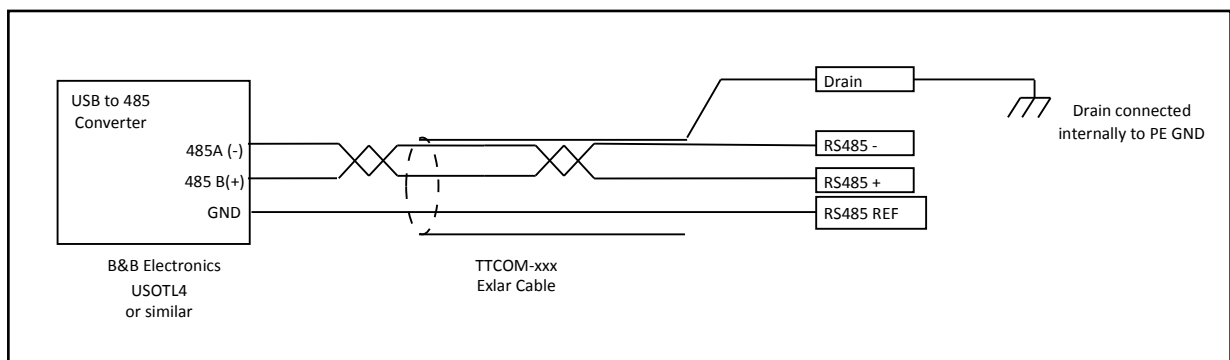 USB to 485
Converter
485A (-)
485 B(+)
GND
B&B Electronics
USOTL4
or similar
TTCOM-xxx
Exlar Cable
Drain
RS485 -
RS485 +
RS485 REF
Drain connected
internally to PE GND